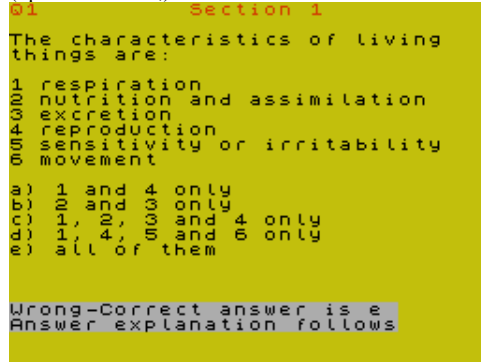 Q1 Section 1
The characteristics of living
things are:
1 respiration
2 nutrition and assimilation
3 excretion
4 reproduction
5 sensitivity or irritability
6 movement
a) 1 and 4 only
b) 2 and 3 only
c) 1, 2, 3 and 4 only
d) 1, 4, 5 and 6 only
e) all of them
Wrong-Correct answer is e
Answer explanation follows